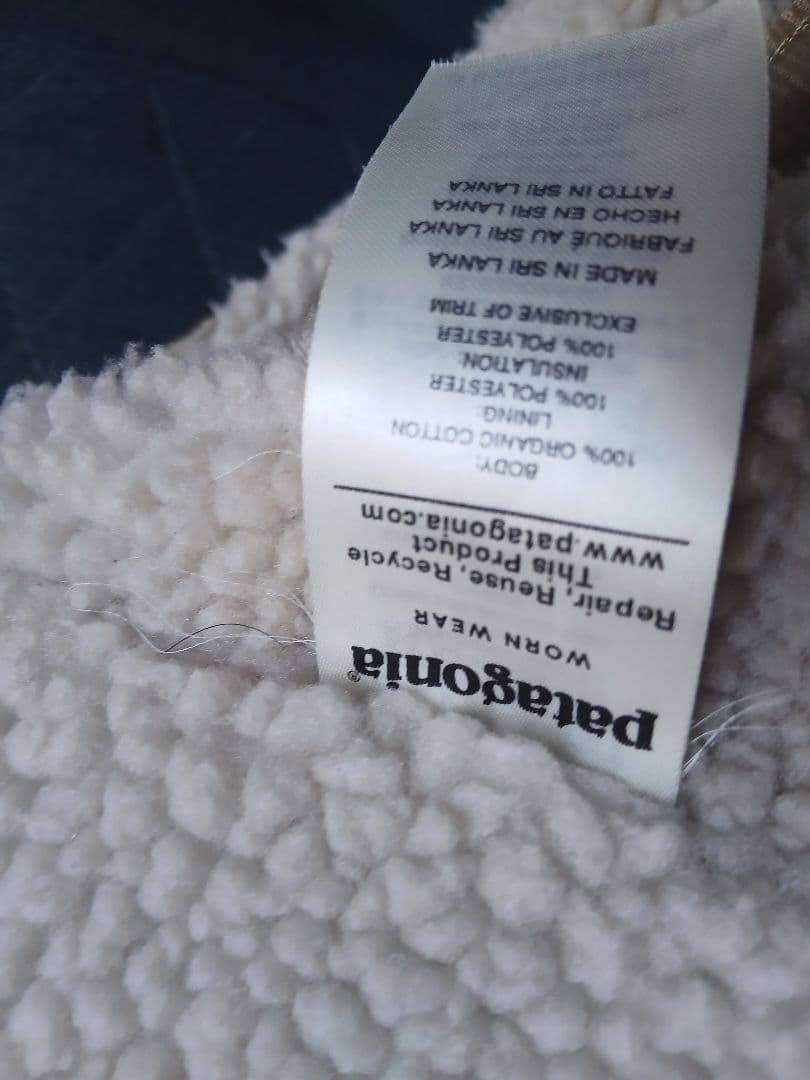 patagonia®
WORN WEAR
Repair, Reuse, Recycle
This Product
www.patagonia.com
BODY:
100% ORGANIC COTTON
LINING:
100% POLYESTER
INSULATION:
100% POLYESTER
EXCLUSIVE OF TRIM
MADE IN SRI LANKA
FABRIQUÉ AU SRI LANKA
HECHO EN SRI LANKA
FATTO IN SRI LANKA